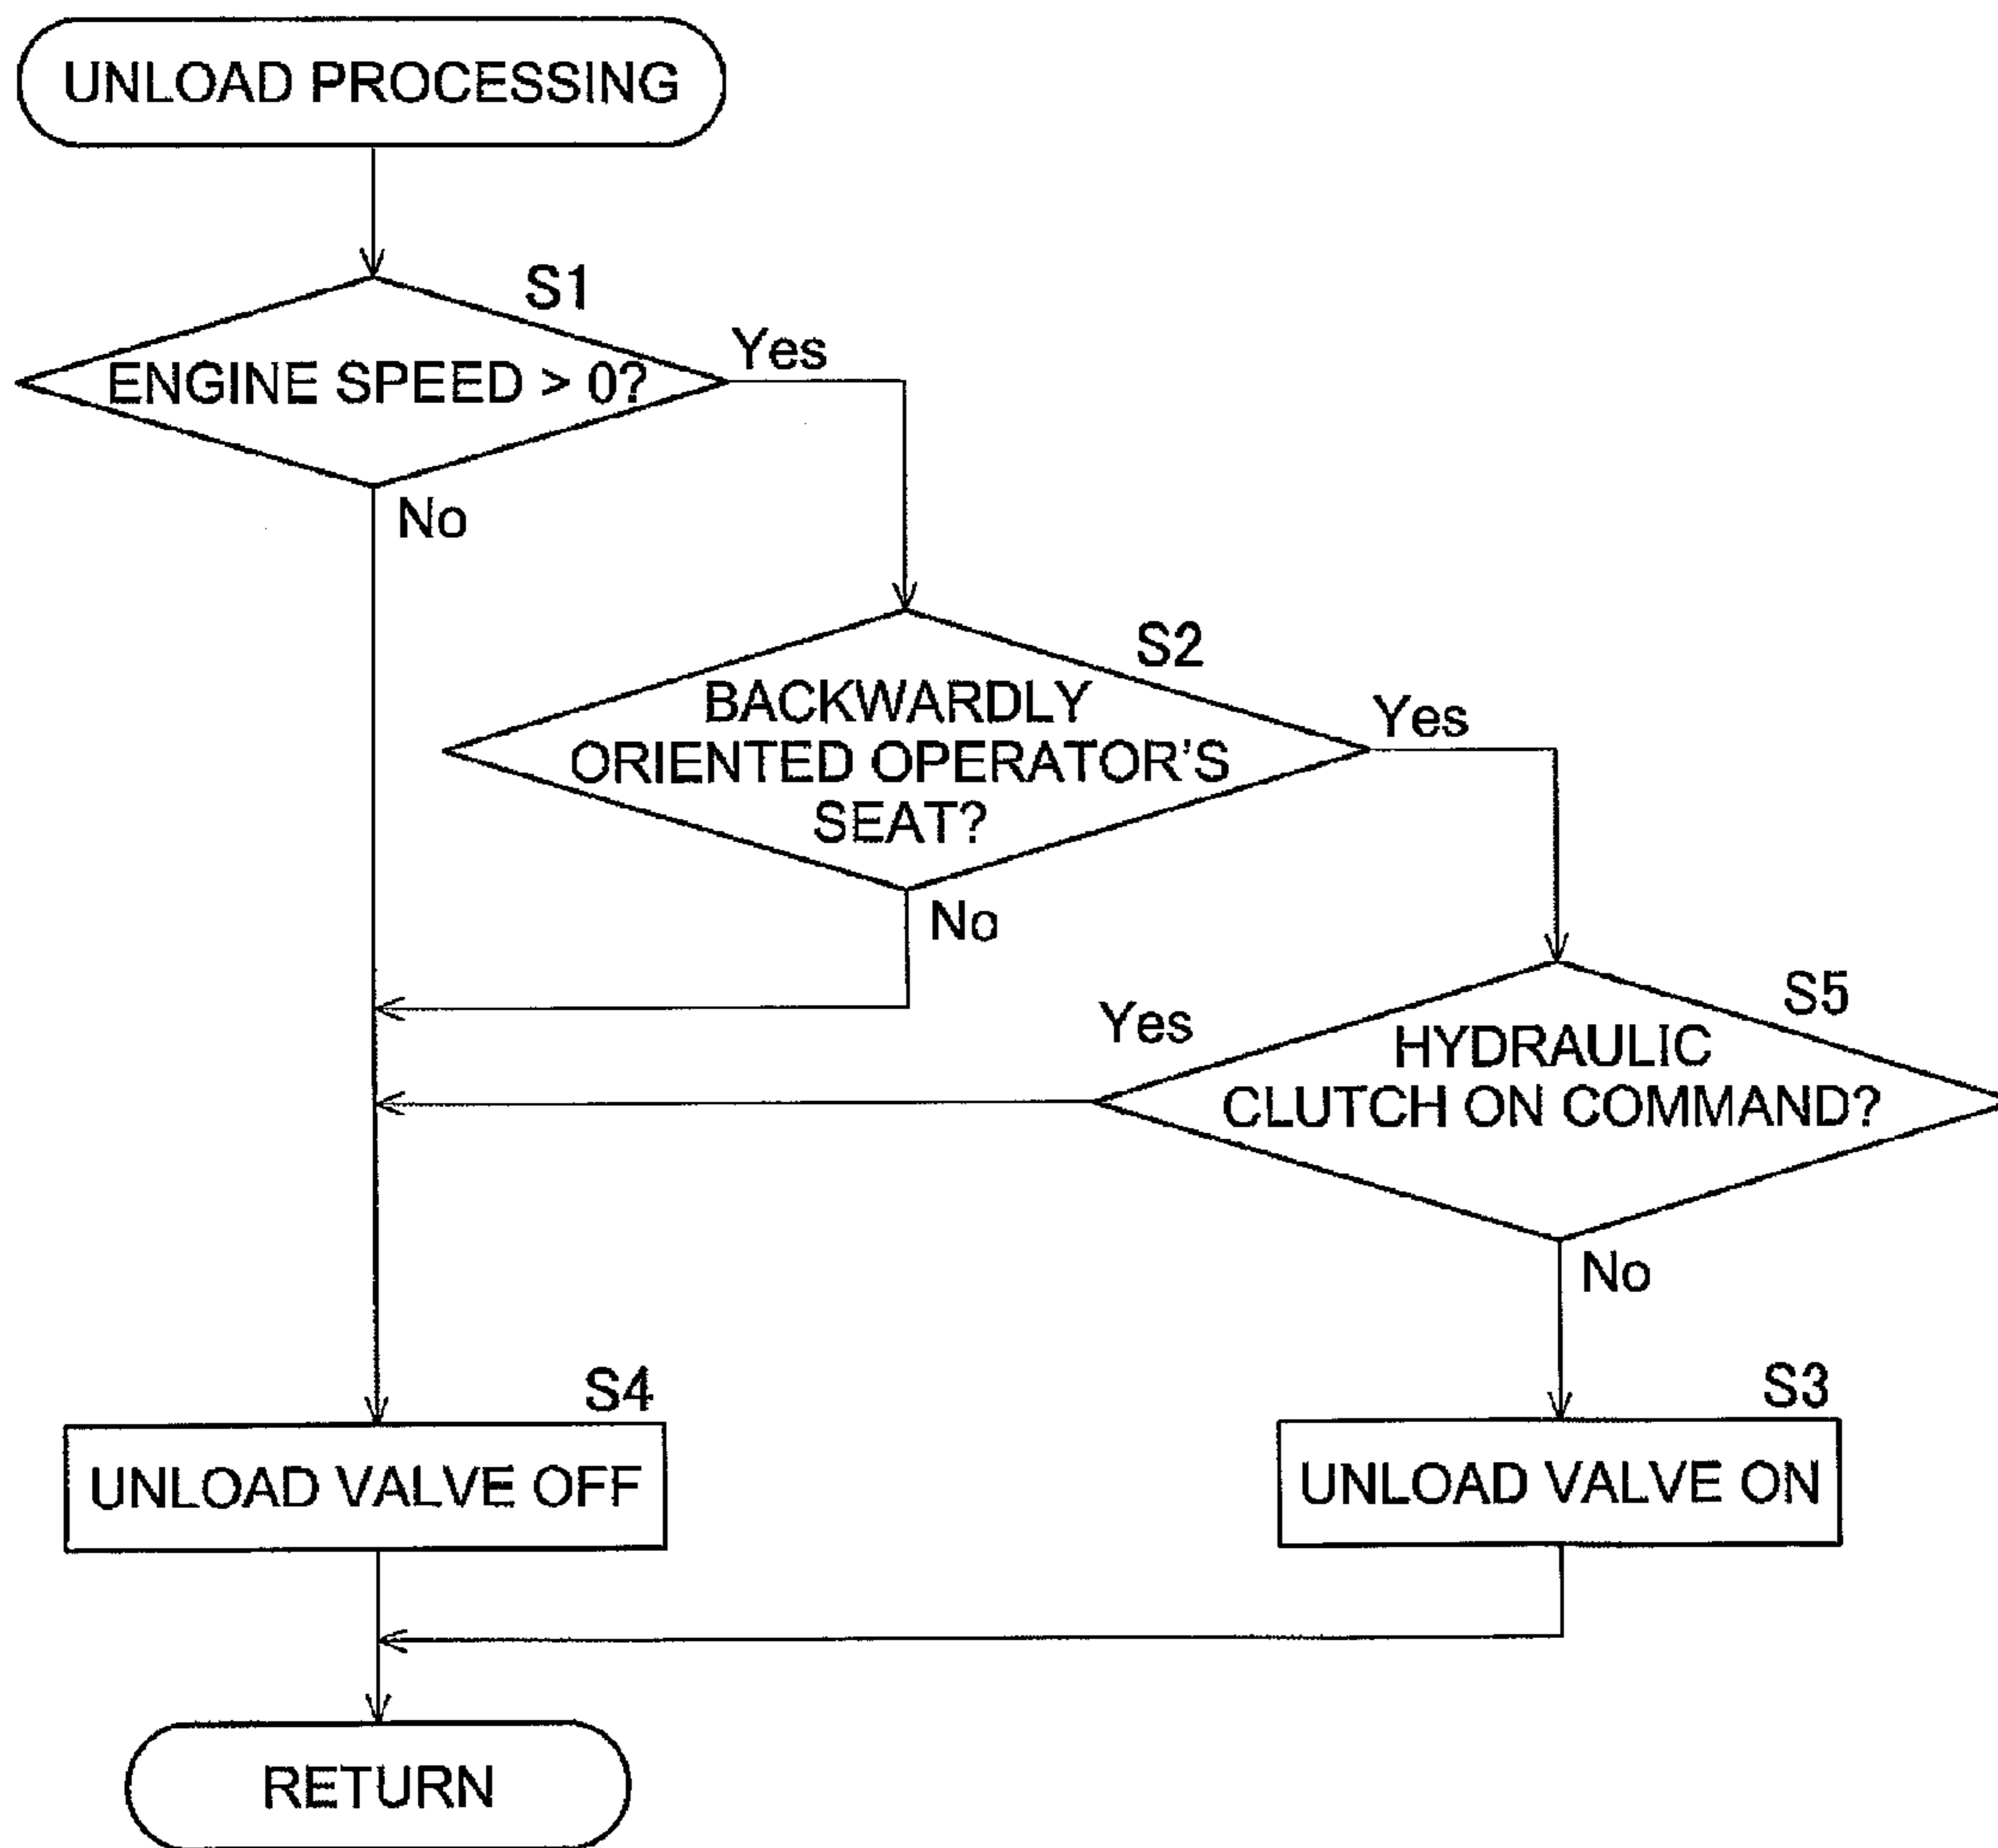 UNLOAD PROCESSING
S1
ENGINE SPEED > 0?
Yes
No
S2
BACKWARDLY
ORIENTED OPERATOR'S
SEAT?
Yes
No
S5
HYDRAULIC
CLUTCH ON COMMAND?
Yes
No
S4
UNLOAD VALVE OFF
S3
UNLOAD VALVE ON
RETURN